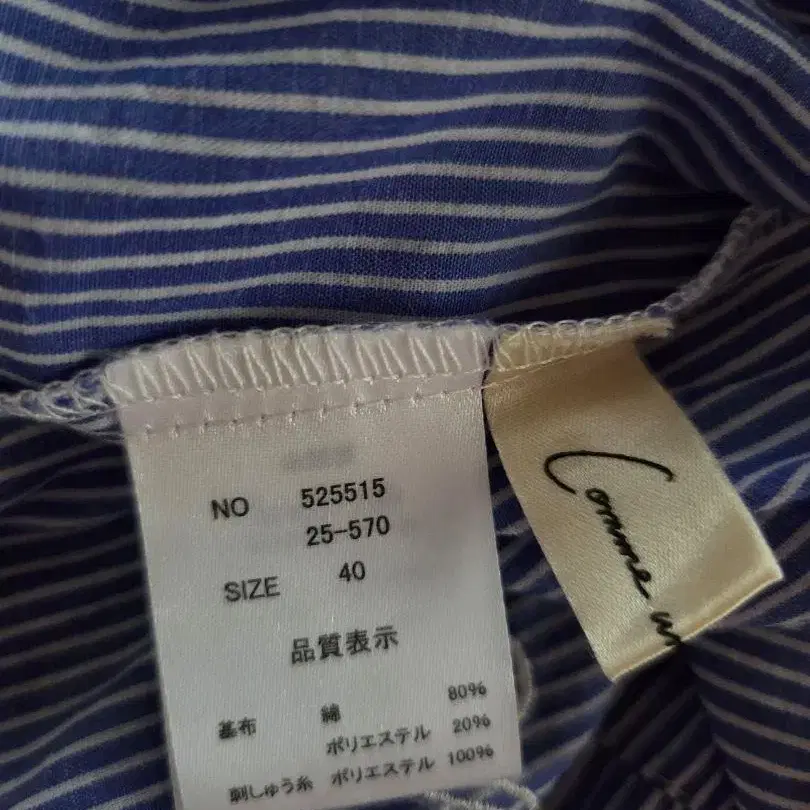 NO 525515
25-570
SIZE 40
品質表示
基布 綿 80%
ポリエステル 20%
刺しゅう糸 ポリエステル 100%
Comme un